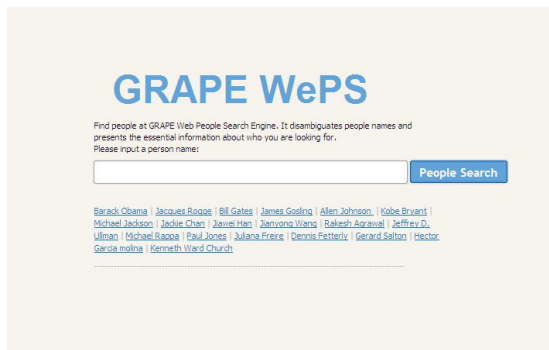 GRAPE WePS
Find people at GRAPE Web People Search Engine. It disambiguates people names and
presents the essential information about who you are looking for.
Please input a person name:
People Search
Barack Obama | Jacques Rogge | Bill Gates | James Gosling | Allen Johnson | Kobe Bryant |
Michael Jackson | Jackie Chan | Jiawei Han | Jianyong Wang | Rakesh Agrawal | Jeffrey D.
Ullman | Michael Rappa | Paul Jones | Juliana Freire | Dennis Fetterly | Gerard Salton | Hector
Garcia molina | Kenneth Ward Church